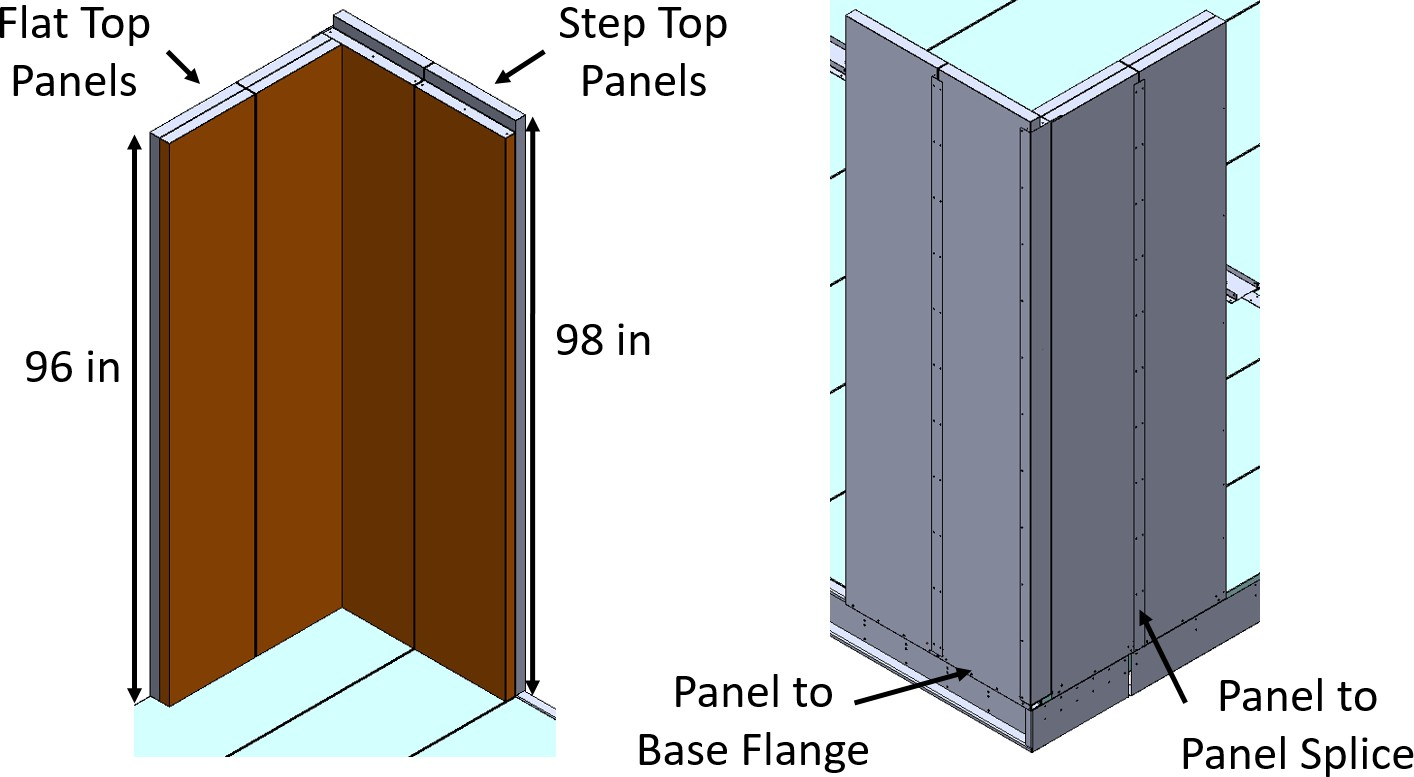 Flat Top
Panels
Step Top
Panels
96 in
98 in
Panel to
Base Flange
Panel to
Panel Splice